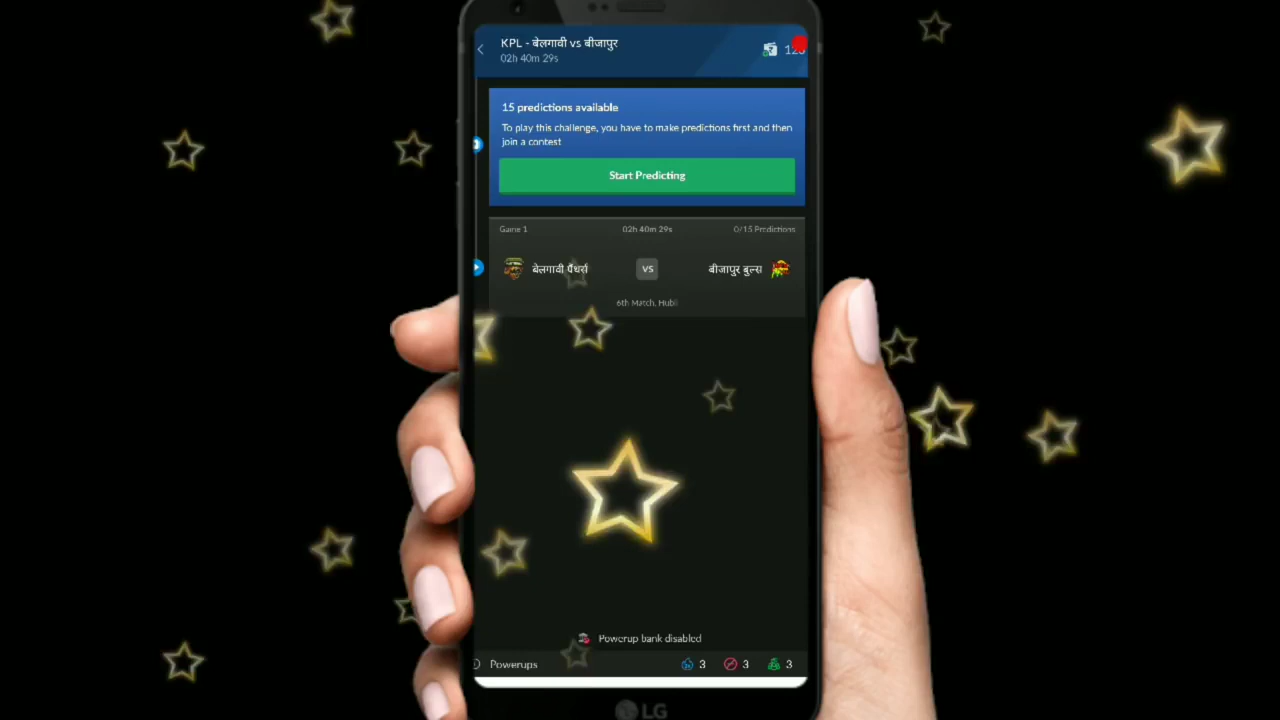 KPL - बेलगावी vs बीजापुर
02h 40m 29s
15 predictions available
To play this challenge, you have to make predictions first and then
join a contest
Start Predicting
Game 1 02h 40m 29s 0/15 Predictions
बेलगावी पैंथर्स VS बीजापुर बुल्स
6th Match, Hubli
Powerup bank disabled
Powerups 3 3 3
LG